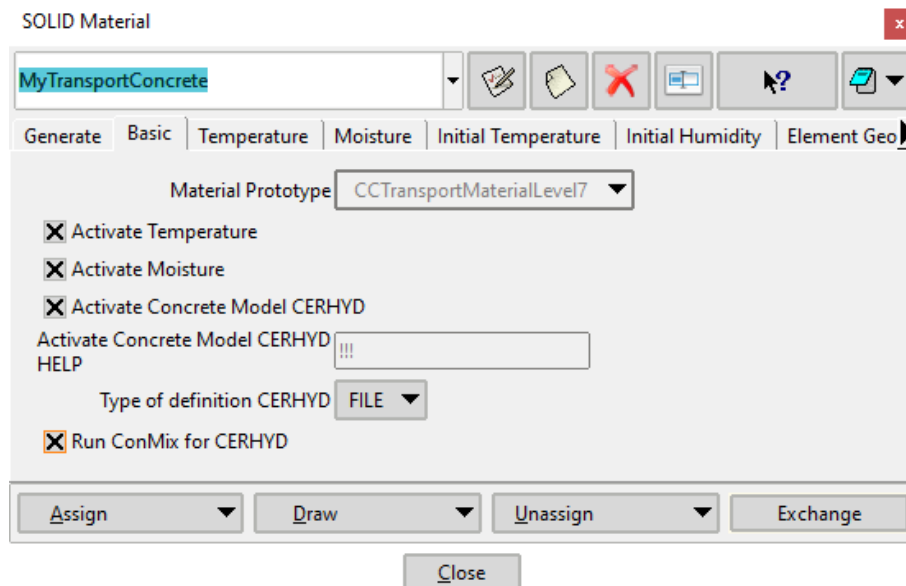 SOLID Material
x
MyTransportConcrete
?
Generate Basic Temperature Moisture Initial Temperature Initial Humidity Element Geo
Material Prototype CCTransportMaterialLevel7
Activate Temperature
Activate Moisture
Activate Concrete Model CERHYD
Activate Concrete Model CERHYD
HELP
!!!
Type of definition CERHYD FILE
Run ConMix for CERHYD
Assign Draw Unassign Exchange
Close